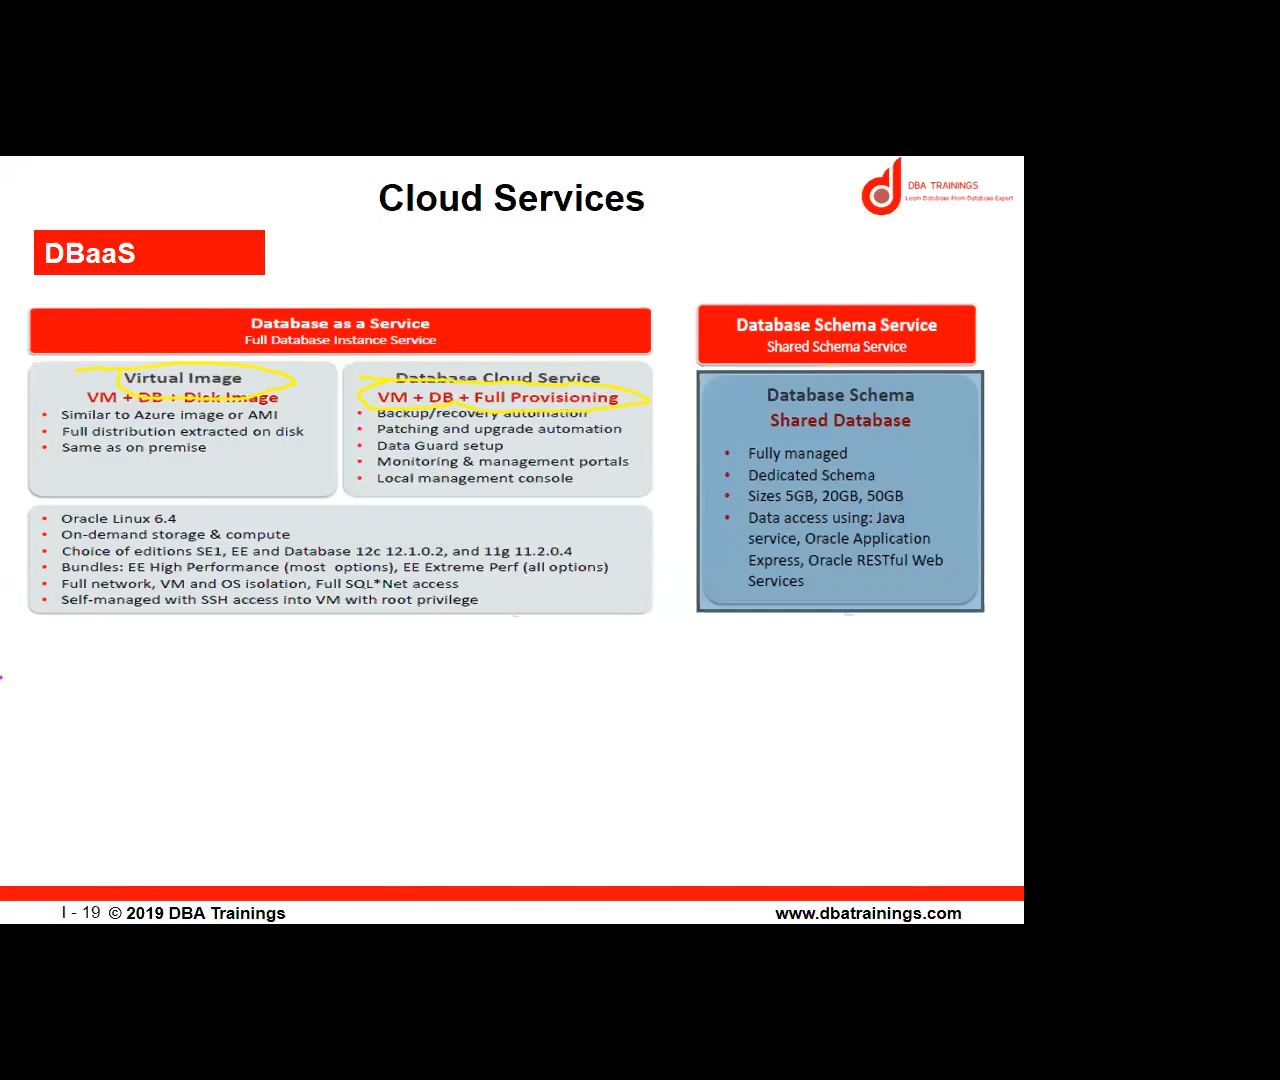 Cloud Services
DBA TRAININGS
Learn Database From Database Expert
DBaaS
Database as a Service
Full Database Instance Service
Virtual Image
VM + DB + Disk Image
• Similar to Azure image or AMI
• Full distribution extracted on disk
• Same as on premise
Database Cloud Service
VM + DB + Full Provisioning
• Backup/recovery automation
• Patching and upgrade automation
• Data Guard setup
• Monitoring & management portals
• Local management console
• Oracle Linux 6.4
• On-demand storage & compute
• Choice of editions SE1, EE and Database 12c 12.1.0.2, and 11g 11.2.0.4
• Bundles: EE High Performance (most options), EE Extreme Perf (all options)
• Full network, VM and OS isolation, Full SQL*Net access
• Self-managed with SSH access into VM with root privilege
Database Schema Service
Shared Schema Service
Database Schema
Shared Database
• Fully managed
• Dedicated Schema
• Sizes 5GB, 20GB, 50GB
• Data access using: Java
service, Oracle Application
Express, Oracle RESTful Web
Services
I - 19 © 2019 DBA Trainings
www.dbatrainings.com